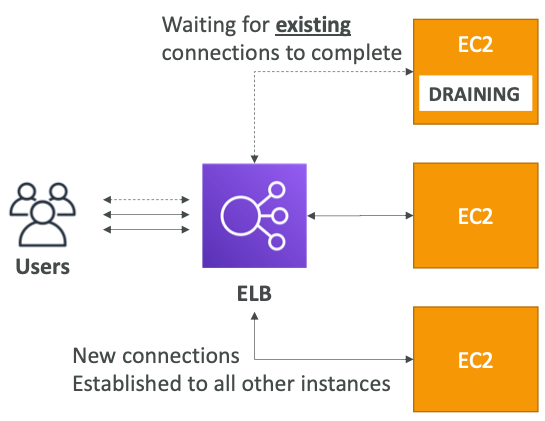 Waiting for existing
connections to complete
EC2
DRAINING
EC2
Users
ELB
New connections
Established to all other instances
EC2